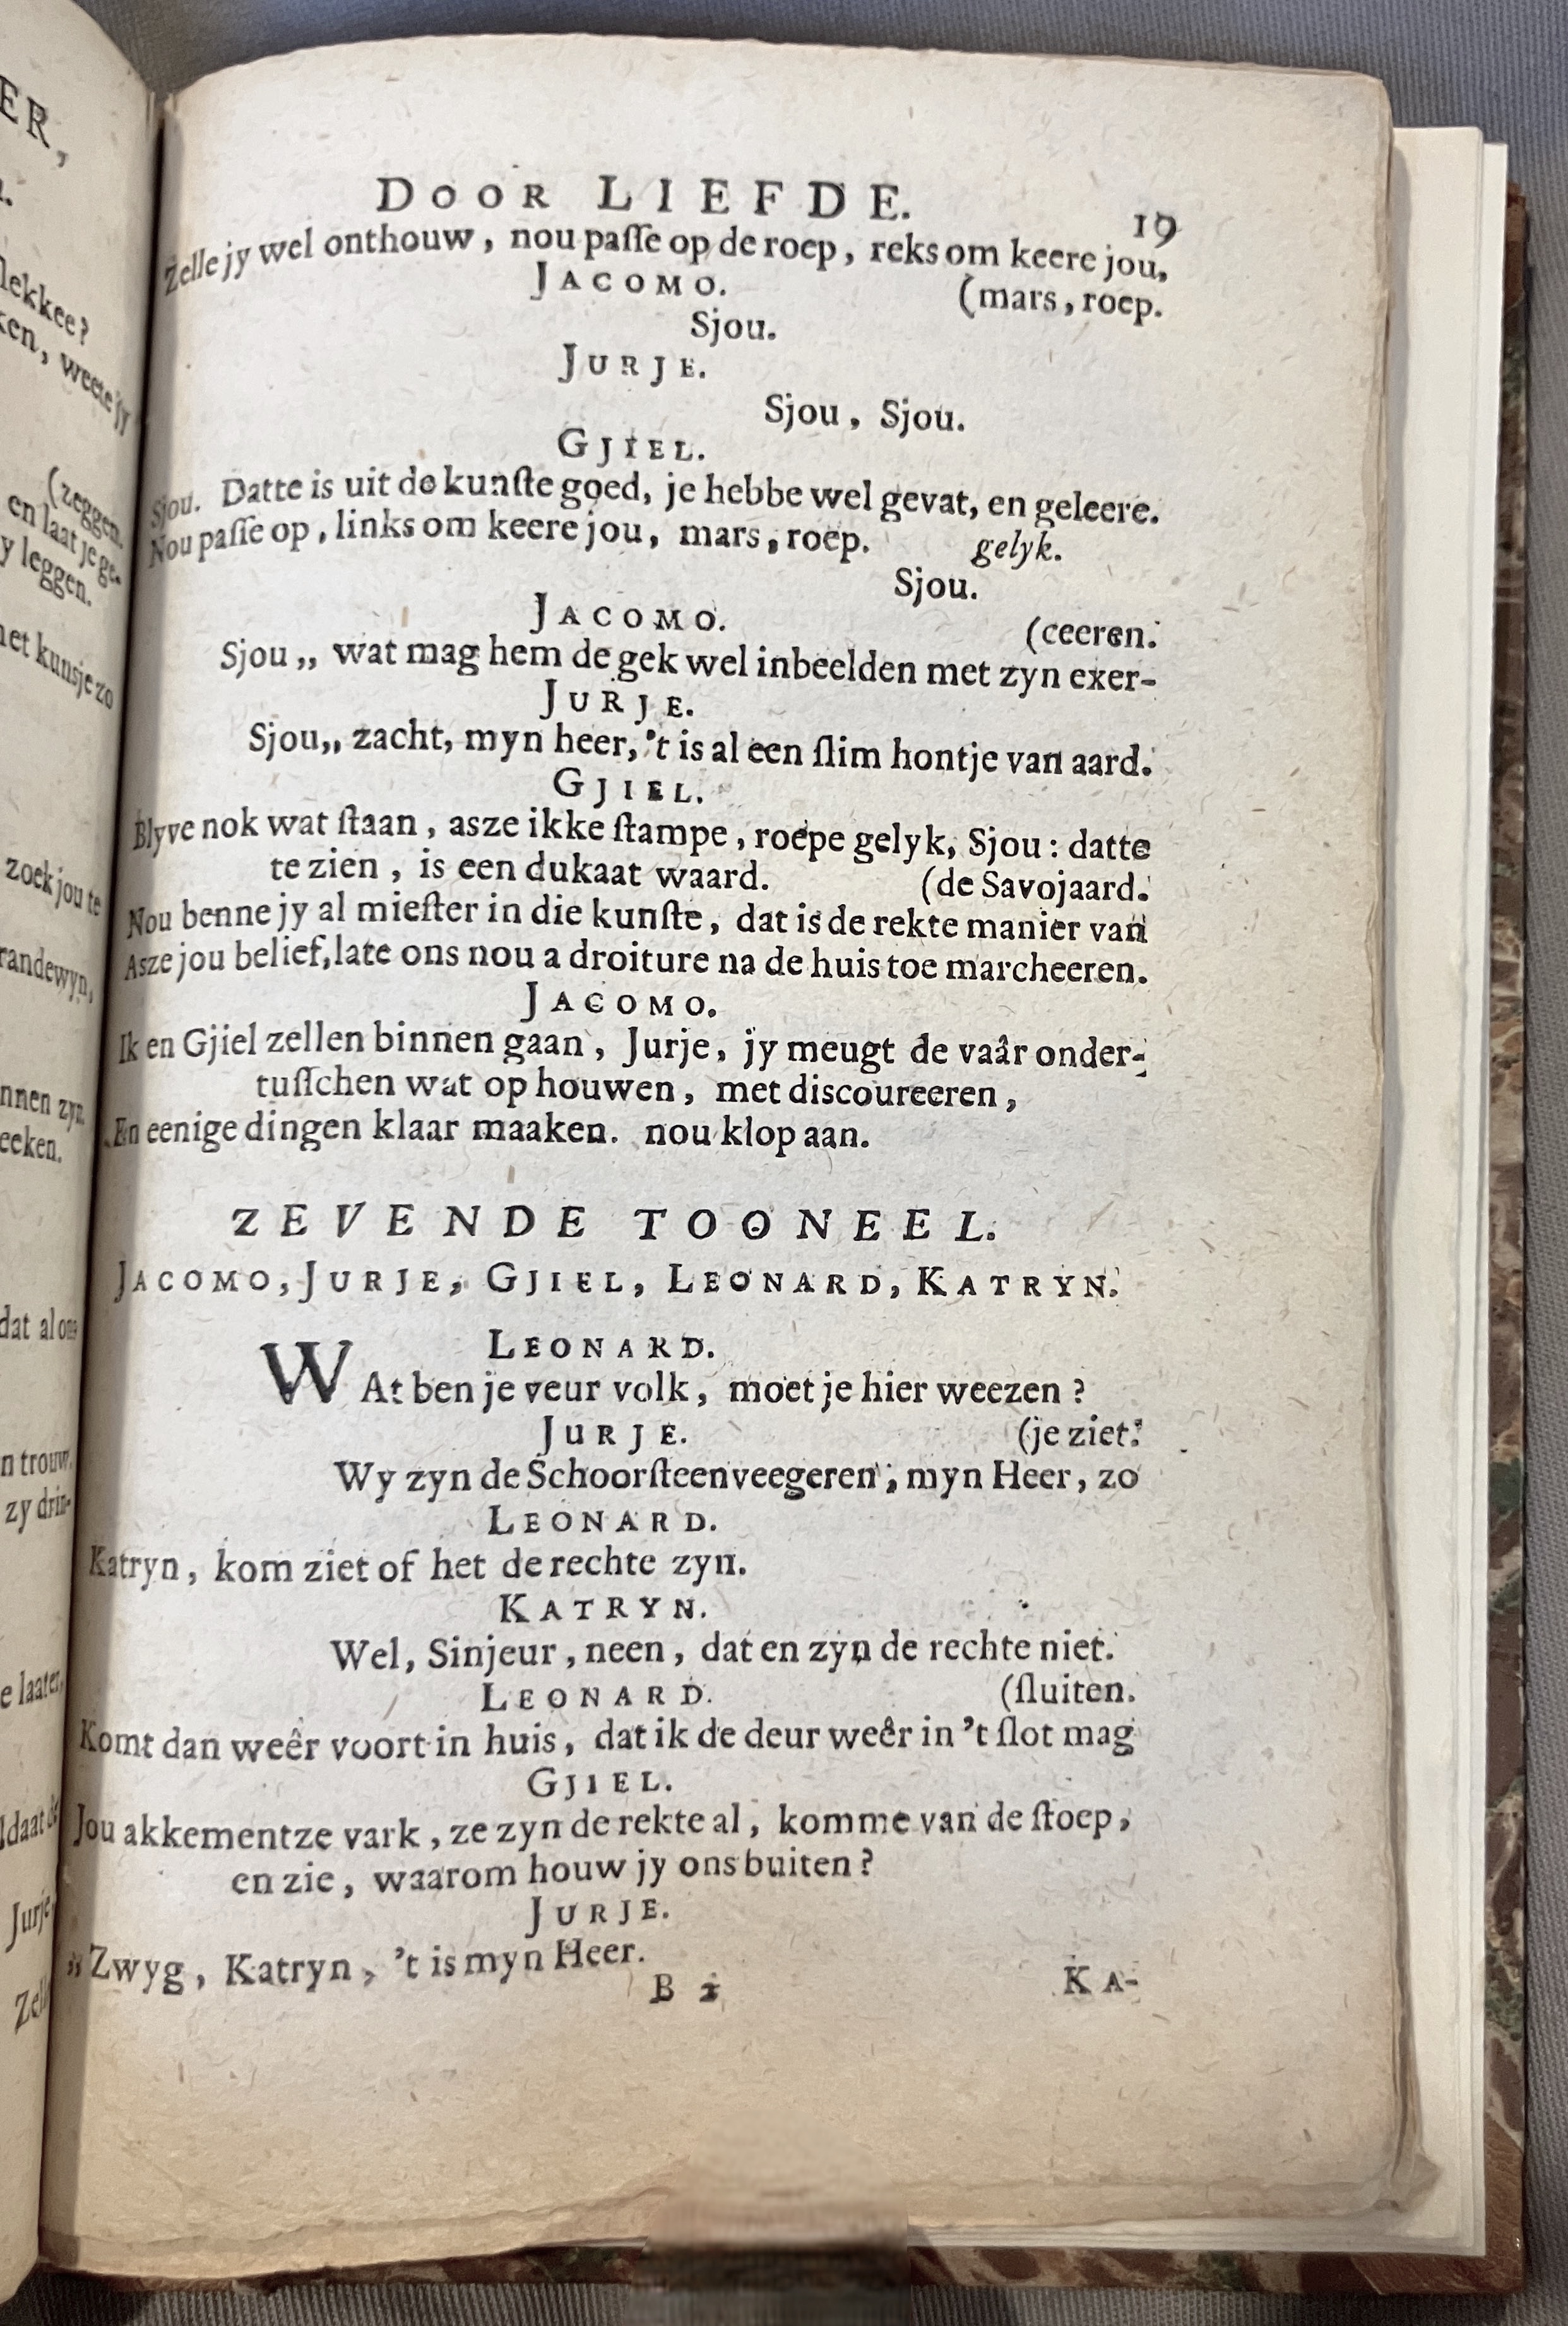 DOOR LIEFDE. 19
Zelle jy wel onthouw, nou paſſe op de roep, reks om keere jou,
JACOMO. (mars, roep.
Sjou.
JURJE.
Sjou, Sjou.
GJIEL.
Sjou. Datte is uit de kunſte goed, je hebbe wel gevat, en geleere.
Nou paſſe op, links om keere jou, mars, roep. gelyk.
Sjou.
JACOMO. (ceeren.
Sjou „ wat mag hem de gek wel inbeelden met zyn exer-
JURJE.
Sjou„ zacht, myn heer, 't is al een ſlim hontje van aard.
GJIEL.
Blyve nok wat ſtaan, asze ikke ſtampe, roepe gelyk, Sjou: datte
te zien, is een dukaat waard. (de Savojaard.
Nou benne jy al mieſter in die kunſte, dat is de rekte manier van
Asze jou belief, late ons nou a droiture na de huis toe marcheeren.
JACOMO.
Ik en Gjiel zellen binnen gaan, Jurje, jy meugt de vaâr onder-
tuſſchen wat op houwen, met discoureeren,
En eenige dingen klaar maaken. nou klop aan.
ZEVENDE TOONEEL.
JACOMO, JURJE, GJIEL, LEONARD, KATRYN.
LEONARD.
WAt ben je veur volk, moet je hier weezen?
JURJE. (je ziet.
Wy zyn de Schoorſteenveegeren, myn Heer, zo
LEONARD.
Katryn, kom ziet of het de rechte zyn.
KATRYN.
Wel, Sinjeur, neen, dat en zyn de rechte niet.
LEONARD. (ſluiten.
Komt dan weêr voort in huis, dat ik de deur weêr in 't ſlot mag
GJIEL.
Jou akkementze vark, ze zyn de rekte al, komme van de ſtoep,
en zie, waarom houw jy ons buiten?
JURJE.
„Zwyg, Katryn, 't is myn Heer.
B 2 KA-